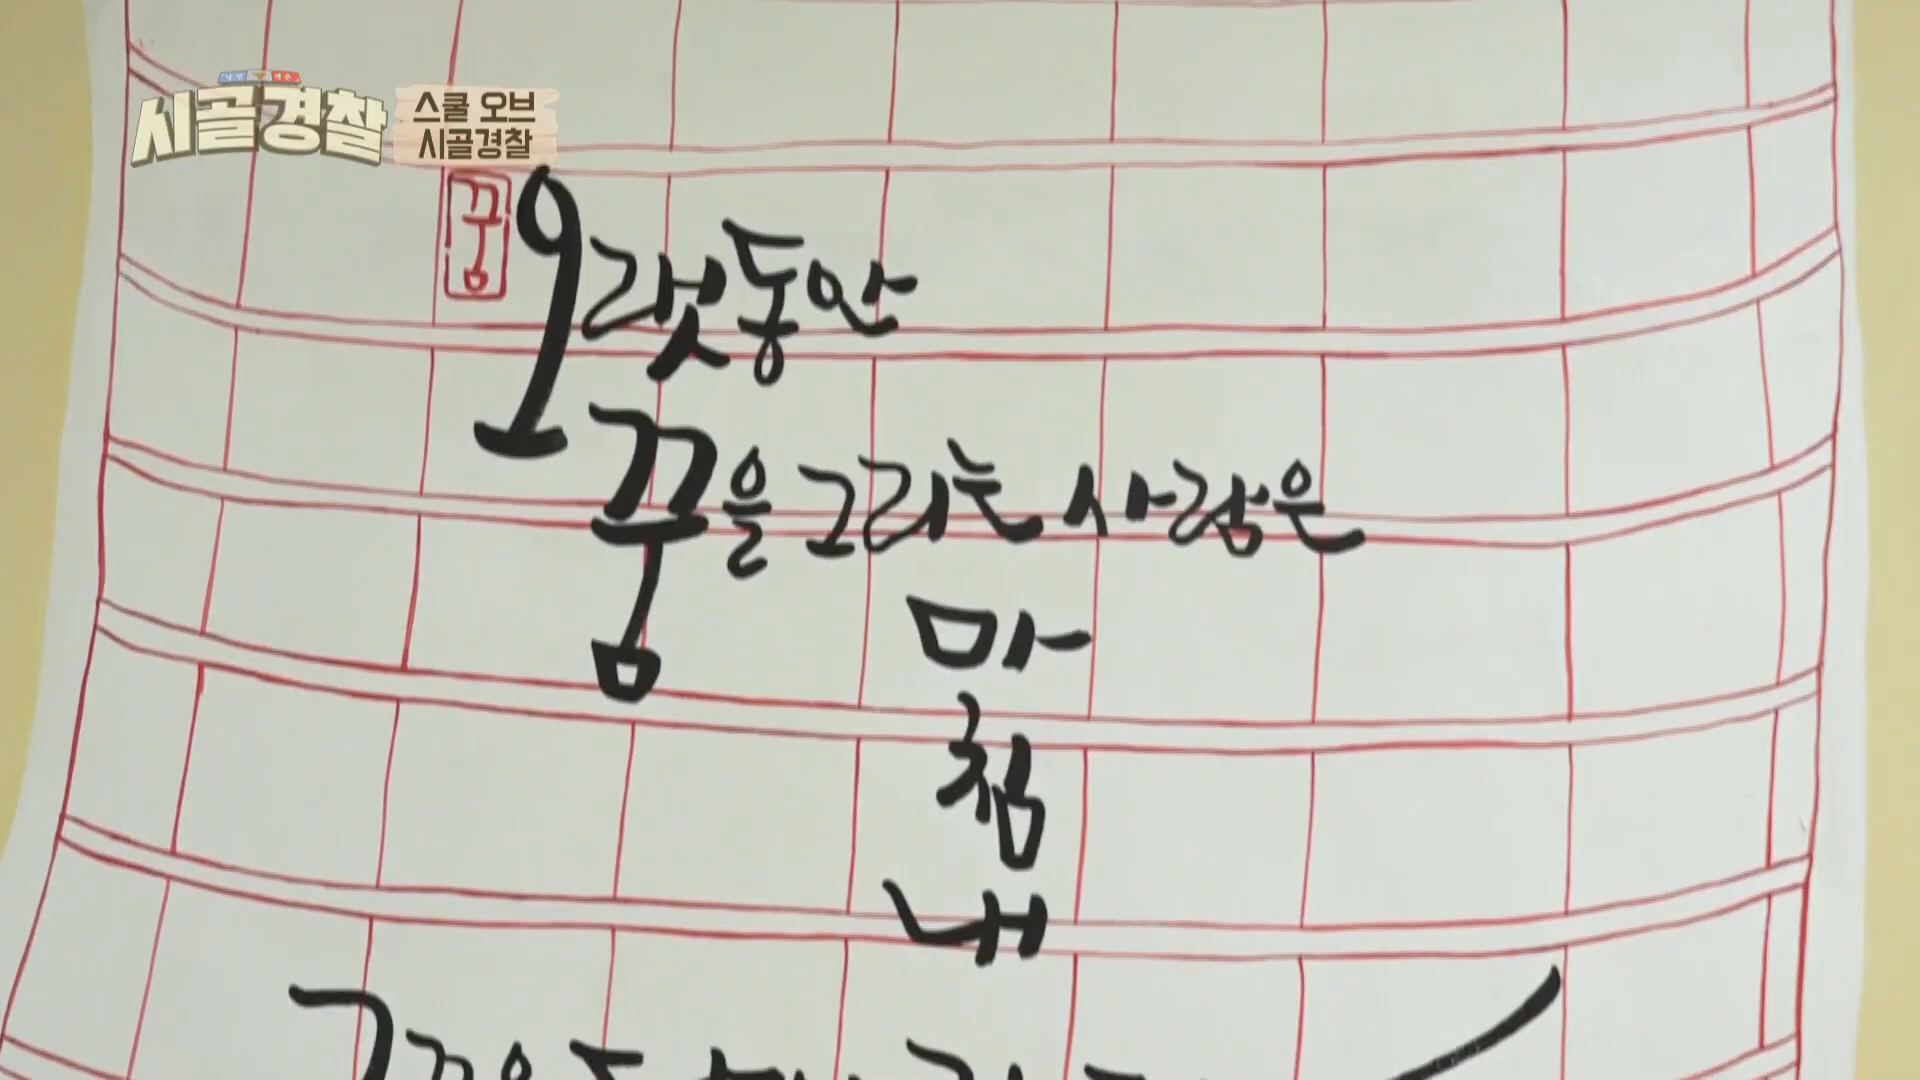 시골경찰
스쿨 오브
시골경찰
꿈
오랫동안
꿈을 그리는 사람은
마
침
내